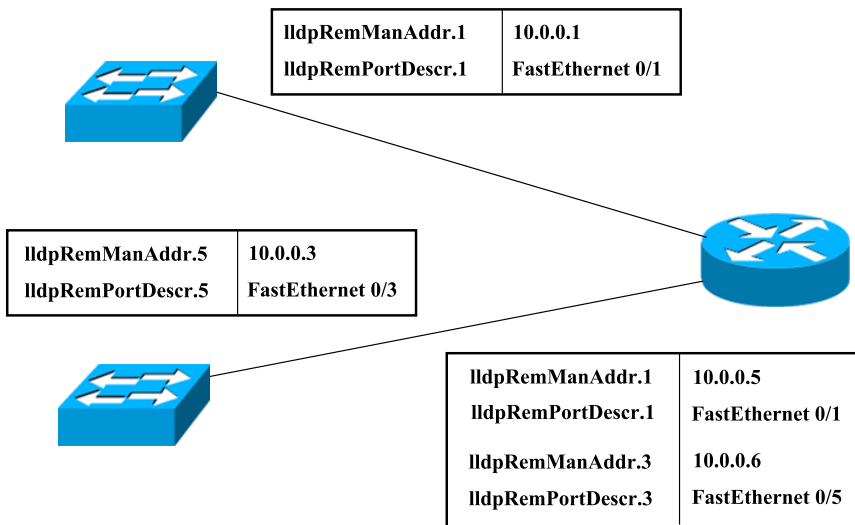 lldpRemManAddr.1 10.0.0.1
lldpRemPortDescr.1 FastEthernet 0/1
lldpRemManAddr.5 10.0.0.3
lldpRemPortDescr.5 FastEthernet 0/3
lldpRemManAddr.1 10.0.0.5
lldpRemPortDescr.1 FastEthernet 0/1
lldpRemManAddr.3 10.0.0.6
lldpRemPortDescr.3 FastEthernet 0/5